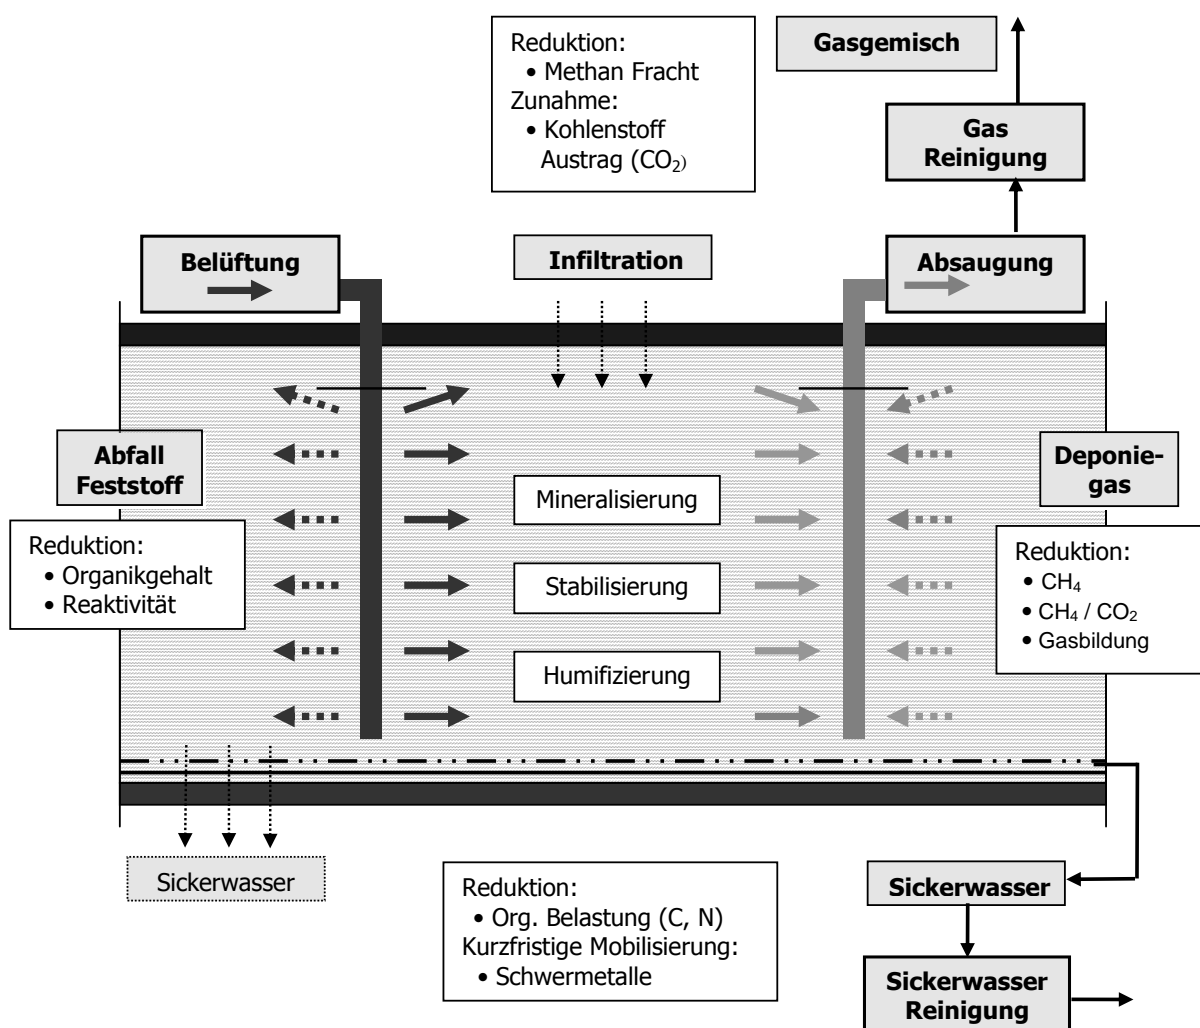 Reduktion:
• Methan Fracht
Zunahme:
• Kohlenstoff
Austrag (CO₂)
Gasgemisch
Gas
Reinigung
Belüftung
Infiltration
Absaugung
Abfall
Feststoff
Reduktion:
• Organikgehalt
• Reaktivität
Mineralisierung
Stabilisierung
Humifizierung
Deponie-
gas
Reduktion:
• CH₄
• CH₄ / CO₂
• Gasbildung
Sickerwasser
Reduktion:
• Org. Belastung (C, N)
Kurzfristige Mobilisierung:
• Schwermetalle
Sickerwasser
Sickerwasser
Reinigung